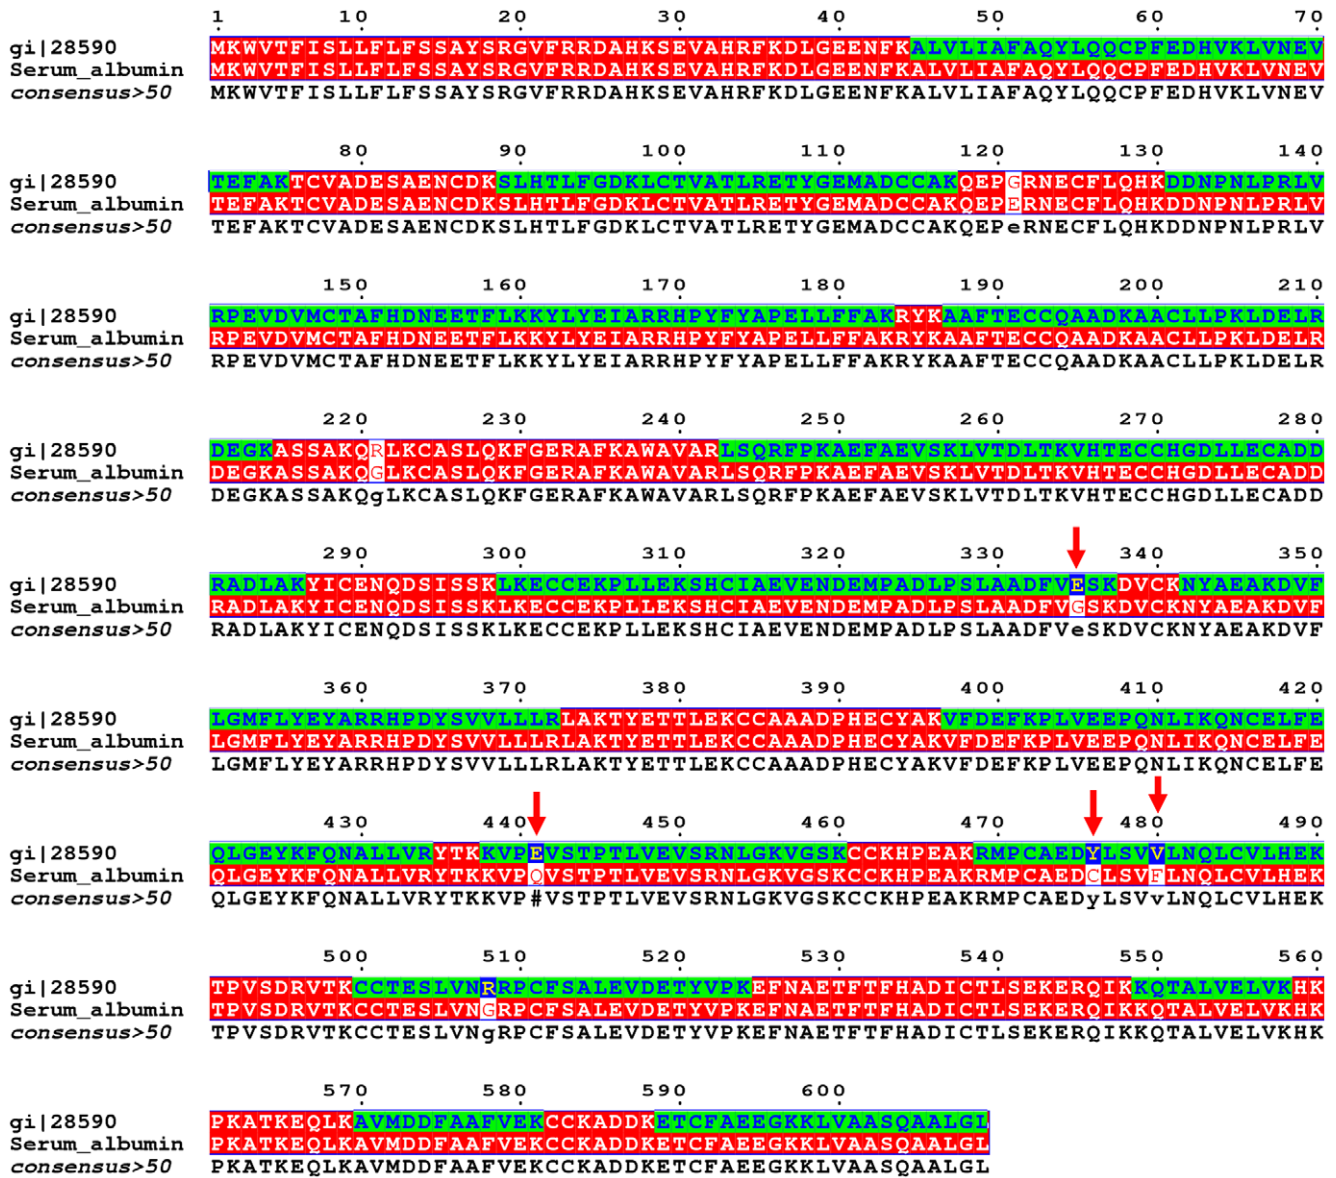 1 10 20 30 40 50 60 70
gi|28590 MKWVTFISLLFLFSSAYSRGVFRRDAHKSEVAHRFKDLGEENFKALVLIAFAQYLQQCPFEDHVKLVNEV
Serum_albumin MKWVTFISLLFLFSSAYSRGVFRRDAHKSEVAHRFKDLGEENFKALVLIAFAQYLQQCPFEDHVKLVNEV
consensus>50 MKWVTFISLLFLFSSAYSRGVFRRDAHKSEVAHRFKDLGEENFKALVLIAFAQYLQQCPFEDHVKLVNEV
80 90 100 110 120 130 140
gi|28590 TEFAKTCVADESAENCDKSLHTLFGDKLCTVATLRETYGEMADCCAKQEPGRNECFLQHKDDNPNLPRLV
Serum_albumin TEFAKTCVADESAENCDKSLHTLFGDKLCTVATLRETYGEMADCCAKQEPERNECFLQHKDDNPNLPRLV
consensus>50 TEFAKTCVADESAENCDKSLHTLFGDKLCTVATLRETYGEMADCCAKQEPeRNECFLQHKDDNPNLPRLV
150 160 170 180 190 200 210
gi|28590 RPEVDVMCTAFHDNEETFLKKYLYEIARRHPYFYAPELLFFAKRYKAAFTECCQAADKAACLLPKLDELR
Serum_albumin RPEVDVMCTAFHDNEETFLKKYLYEIARRHPYFYAPELLFFAKRYKAAFTECCQAADKAACLLPKLDELR
consensus>50 RPEVDVMCTAFHDNEETFLKKYLYEIARRHPYFYAPELLFFAKRYKAAFTECCQAADKAACLLPKLDELR
220 230 240 250 260 270 280
gi|28590 DEGKASSAKQRLKCASLQKFGERAFKAWAVARLSQRFPKAEFAEVSKLVTDLTKVHTECCHGDLLECADD
Serum_albumin DEGKASSAKQGLKCASLQKFGERAFKAWAVARLSQRFPKAEFAEVSKLVTDLTKVHTECCHGDLLECADD
consensus>50 DEGKASSAKQgLKCASLQKFGERAFKAWAVARLSQRFPKAEFAEVSKLVTDLTKVHTECCHGDLLECADD
290 300 310 320 330 340 350
gi|28590 RADLAKYICENQDSISSKLKECCEKPLLEKSHCIAEVENDEMPADLPSLAADFVESKDVCKNYAEAKDVF
Serum_albumin RADLAKYICENQDSISSKLKECCEKPLLEKSHCIAEVENDEMPADLPSLAADFVGSKDVCKNYAEAKDVF
consensus>50 RADLAKYICENQDSISSKLKECCEKPLLEKSHCIAEVENDEMPADLPSLAADFVeSKDVCKNYAEAKDVF
360 370 380 390 400 410 420
gi|28590 LGMFLYEYARRHPDYSVVLLLRLAKTYETTLEKCCAAADPHECYAKVFDEFKPLVEEPQNLIKQNCELFE
Serum_albumin LGMFLYEYARRHPDYSVVLLLRLAKTYETTLEKCCAAADPHECYAKVFDEFKPLVEEPQNLIKQNCELFE
consensus>50 LGMFLYEYARRHPDYSVVLLLRLAKTYETTLEKCCAAADPHECYAKVFDEFKPLVEEPQNLIKQNCELFE
430 440 450 460 470 480 490
gi|28590 QLGEYKFQNALLVRYTKKVPEVSTPTLVEVSRNLGKVGSKCCKHPEAKRMPCAEDYLSVVLNQLCVLHEK
Serum_albumin QLGEYKFQNALLVRYTKKVPQVSTPTLVEVSRNLGKVGSKCCKHPEAKRMPCAEDCLSVFLNQLCVLHEK
consensus>50 QLGEYKFQNALLVRYTKKVP#VSTPTLVEVSRNLGKVGSKCCKHPEAKRMPCAEDyLSVvLNQLCVLHEK
500 510 520 530 540 550 560
gi|28590 TPVSDRVTKCCTESLVNRRPCFSALEVDETYVPKEFNAETFTFHADICTLSEKERQIKKQTALVELVKHK
Serum_albumin TPVSDRVTKCCTESLVNGRPCFSALEVDETYVPKEFNAETFTFHADICTLSEKERQIKKQTALVELVKHK
consensus>50 TPVSDRVTKCCTESLVNgRPCFSALEVDETYVPKEFNAETFTFHADICTLSEKERQIKKQTALVELVKHK
570 580 590 600
gi|28590 PKATKEQLKAVMDDFAAFVEKCCKADDKETCFAEEGKKLVAASQAALGL
Serum_albumin PKATKEQLKAVMDDFAAFVEKCCKADDKETCFAEEGKKLVAASQAALGL
consensus>50 PKATKEQLKAVMDDFAAFVEKCCKADDKETCFAEEGKKLVAASQAALGL